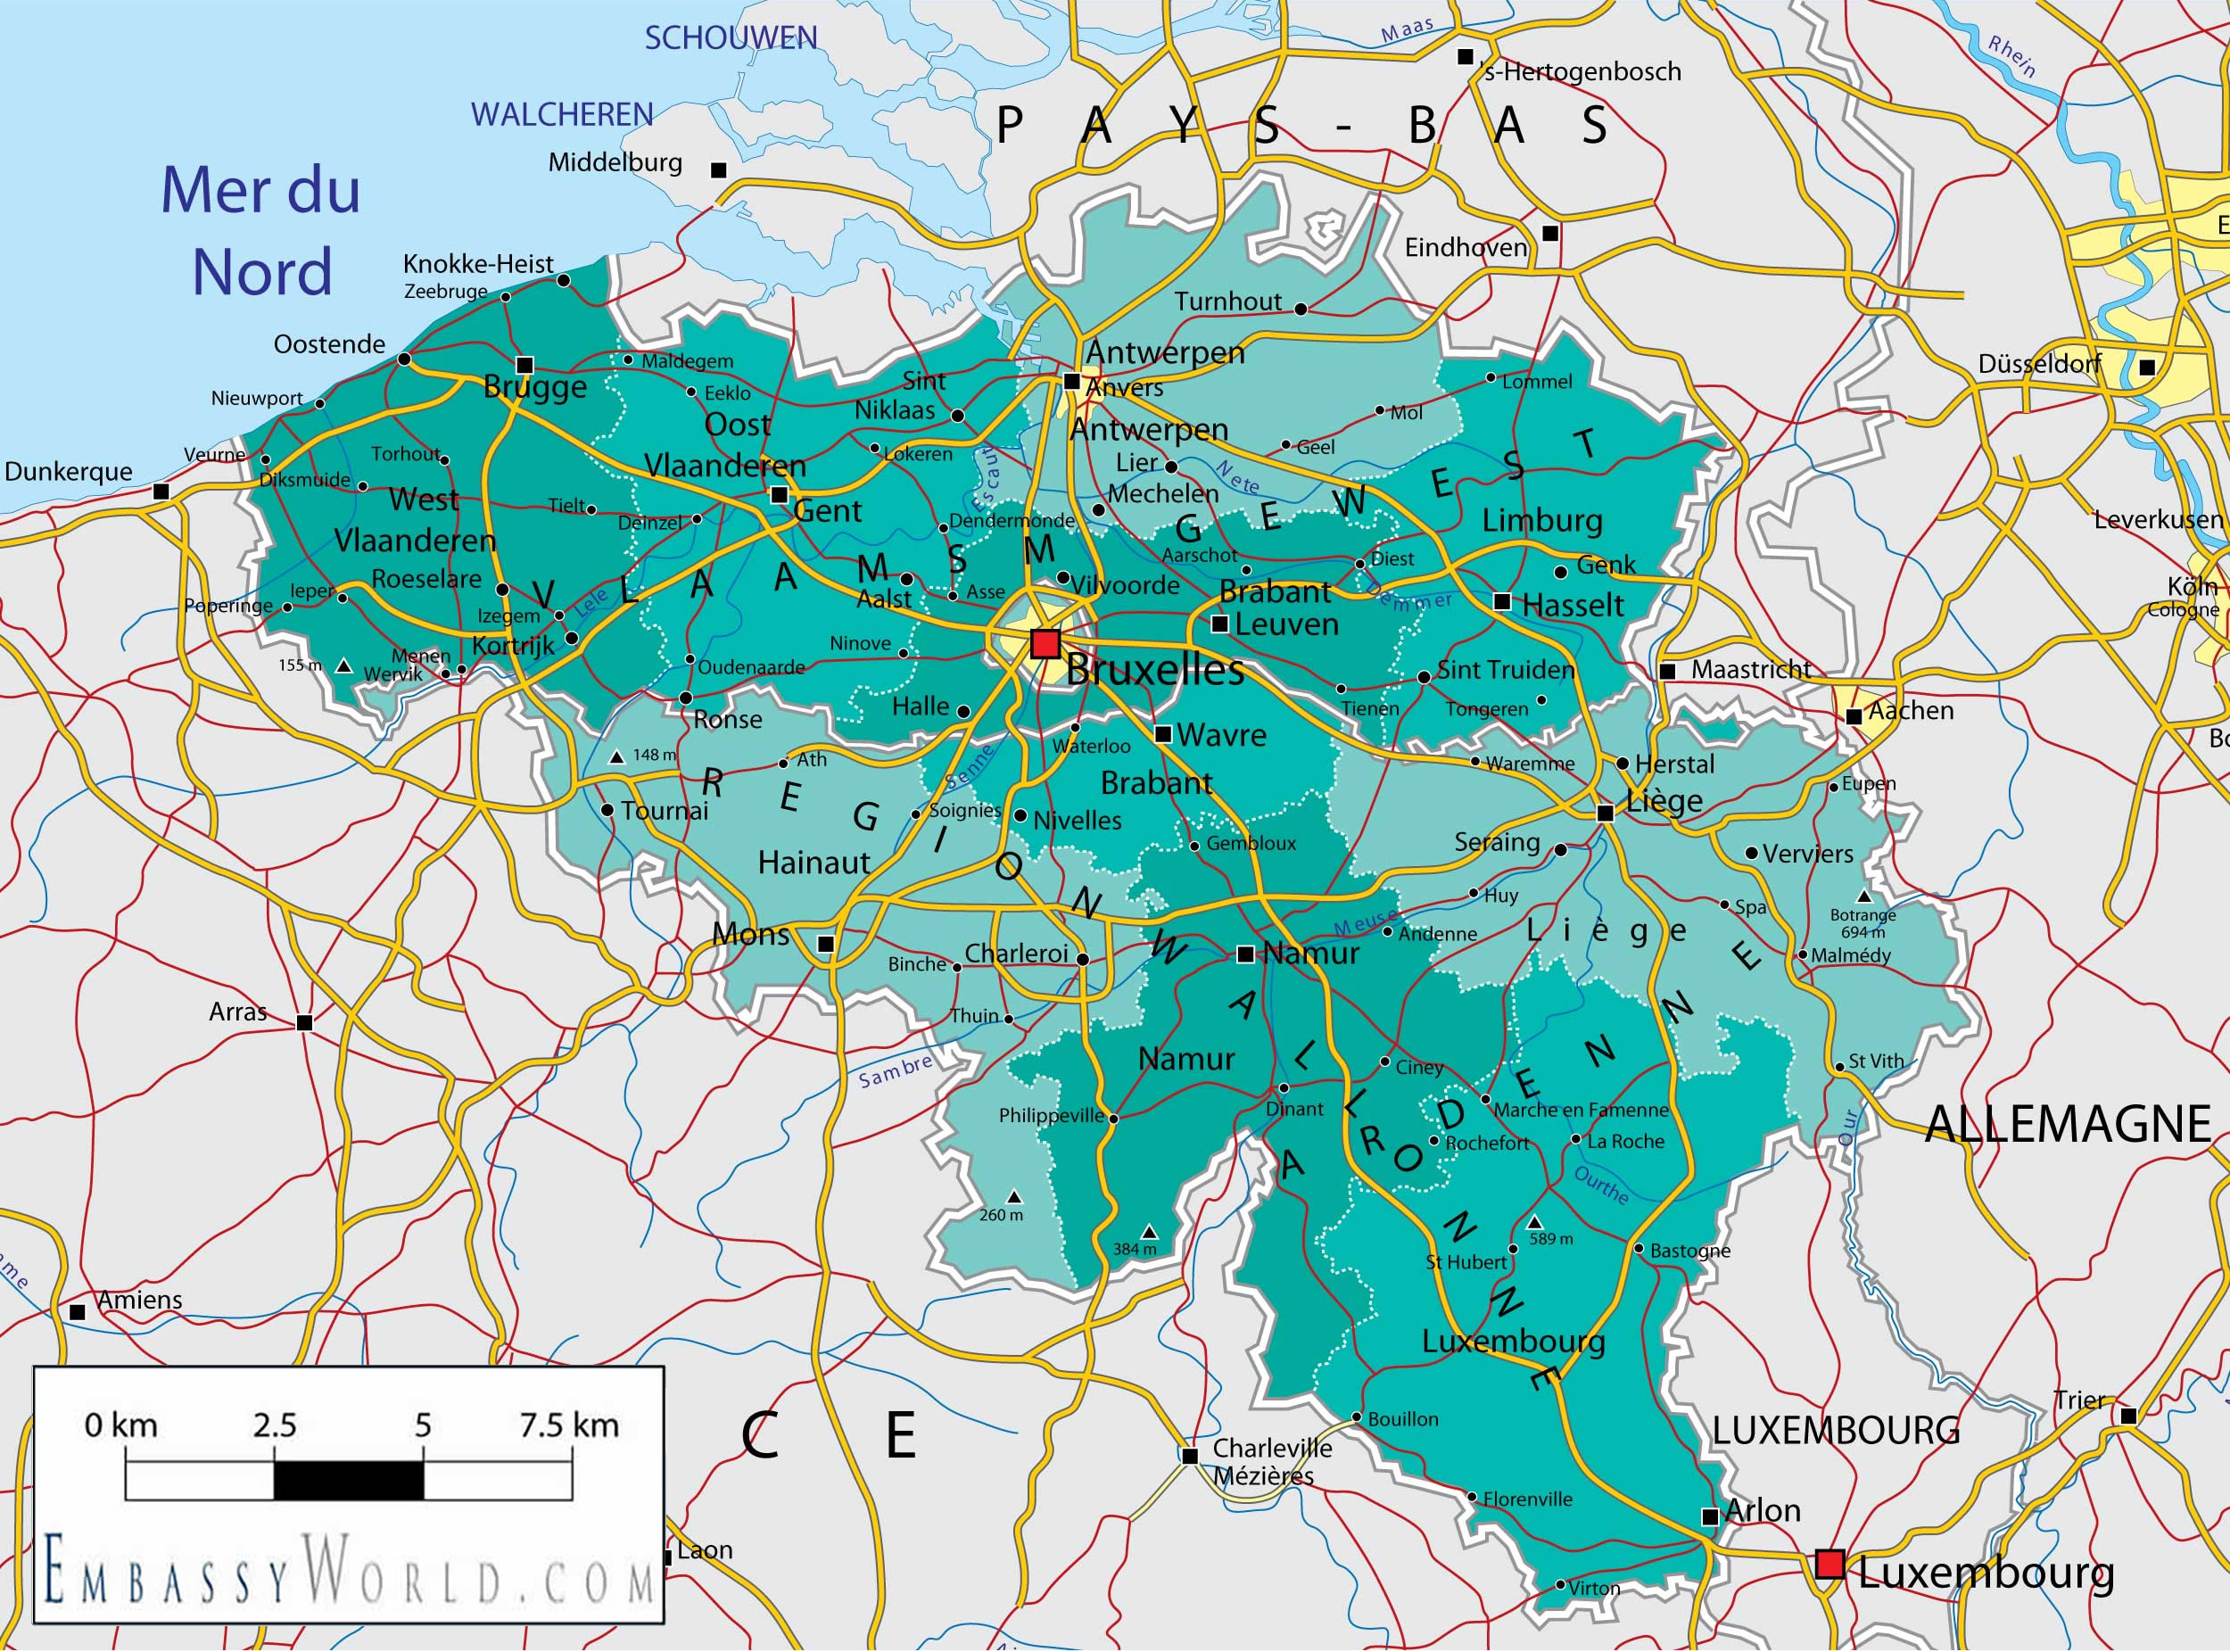 SCHOUWEN
Maas
Rhein
's-Hertogenbosch
WALCHEREN
PAYS-BAS
Middelburg
Mer du
Nord
Eindhoven
Knokke-Heist
Zeebruge
Turnhout
Oostende
Antwerpen
Anvers
Maldegem
Düsseldorf
Brugge
Eeklo
Sint
Niklaas
Lommel
Nieuwport
Mol
Oost
Vlaanderen
Antwerpen
Geel
Veurne
Torhout
Lokeren
Lier
Nete
Dunkerque
Diksmuide
Escaut
Mechelen
West
Vlaanderen
Tielt
Deinzel
Gent
Dendermonde
Limburg
Leverkusen
VLAAMSM GEWEST
Aarschot
Diest
Genk
Roeselare
Aalst
Asse
Vilvoorde
Brabant
Demmer
Hasselt
Köln
Cologne
Poperinge
Ieper
Izegem
Lele
Leuven
Kortrijk
Ninove
Menen
Wervik
155 m
Oudenaarde
Bruxelles
Sint Truiden
Maastricht
Halle
Ronse
Tienen
Tongeren
Aachen
148 m
Ath
Senne
Waterloo
Wavre
Waremme
Herstal
Eupen
Brabant
REGION WALLONNE
Tournai
Soignies
Nivelles
Liège
Gembloux
Seraing
Verviers
Hainaut
Huy
Spa
Botrange
694 m
Mons
Meuse
Andenne
Liège
Charleroi
Namur
Binche
Malmédy
Arras
Thuin
Sambre
Namur
Ciney
St Vith
ARDENNE
Dinant
Philippeville
Marche en Famenne
Rochefort
La Roche
Our
ALLEMAGNE
Ourthe
260 m
384 m
589 m
St Hubert
Bastogne
Amiens
Luxembourg
Trier
Bouillon
LUXEMBOURG
C E
Charleville
Mézières
Florenville
Arlon
Laon
Luxembourg
Virton
0 km 2.5 5 7.5 km
EMBASSYWORLD.COM